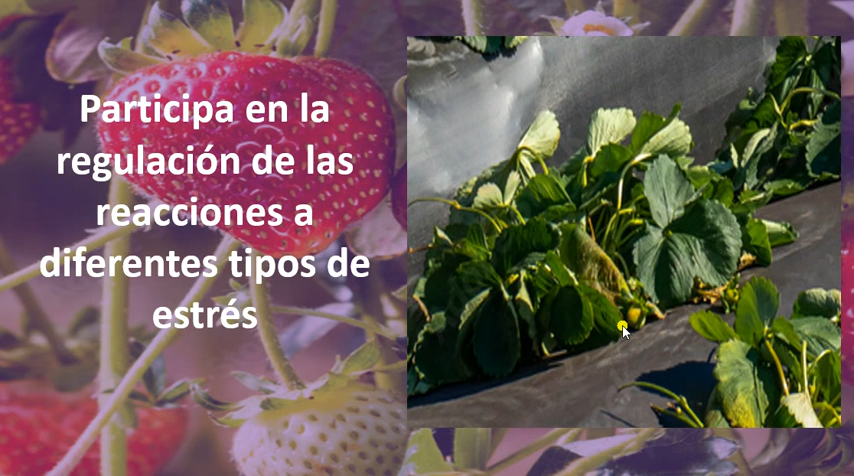 Participa en la
regulación de las
reacciones a
diferentes tipos de
estrés